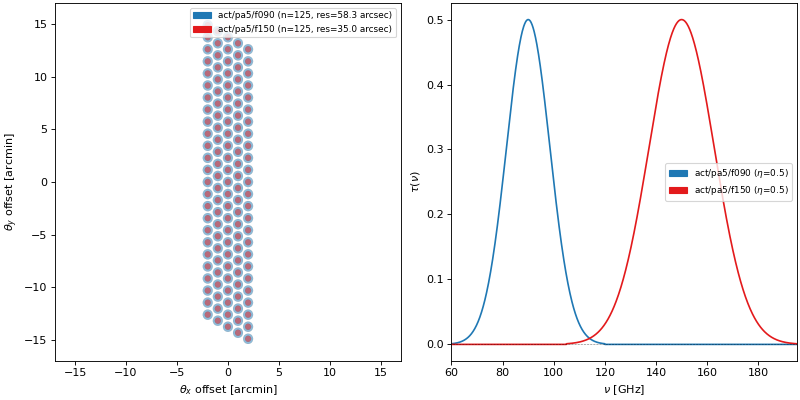 act/pa5/f090 (n=125, res=58.3 arcsec)
act/pa5/f150 (n=125, res=35.0 arcsec)
15
10
5
0
−5
−10
−15
θy offset [arcmin]
−15 −10 −5 0 5 10 15
θx offset [arcmin]
0.5
0.4
0.3
0.2
0.1
0.0
τ(ν)
act/pa5/f090 (η=0.5)
act/pa5/f150 (η=0.5)
60 80 100 120 140 160 180
ν [GHz]